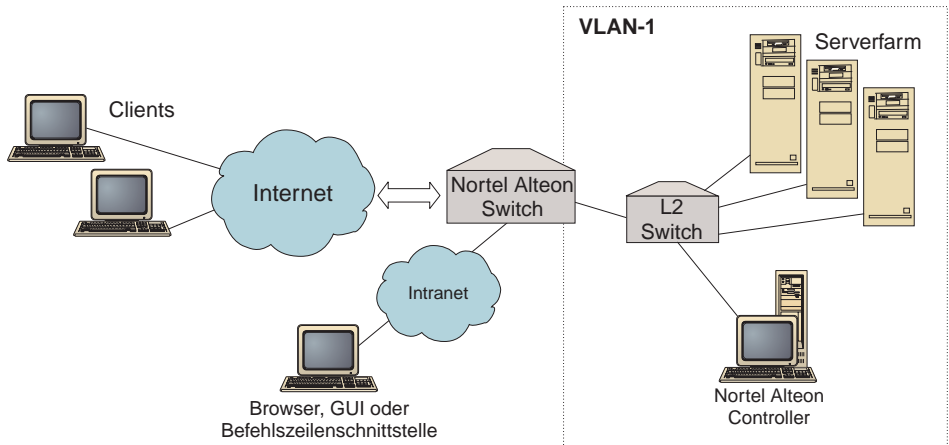 VLAN-1
Serverfarm
Clients
Internet
Nortel Alteon
Switch
L2
Switch
Intranet
Browser, GUI oder
Befehlszeilenschnittstelle
Nortel Alteon
Controller